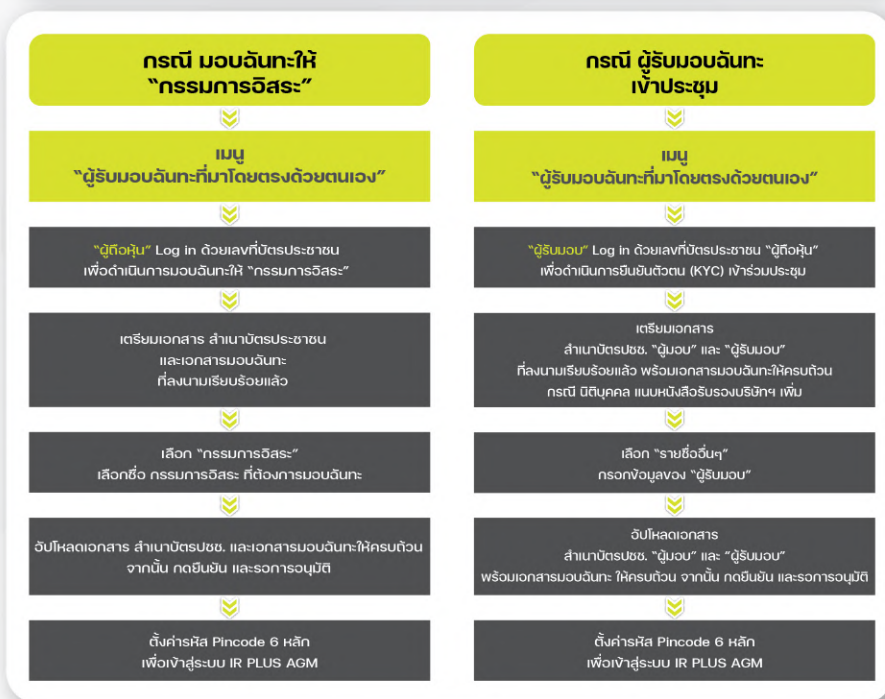 กรณี มอบฉันทะให้
“กรรมการอิสระ”
เมนู
“ผู้รับมอบฉันทะที่มาโดยตรงด้วยตนเอง”
“ผู้ถือหุ้น” Log in ด้วยเลขที่บัตรประชาชน
เพื่อดำเนินการมอบฉันทะให้ “กรรมการอิสระ”
เตรียมเอกสาร สำเนาบัตรประชาชน
และเอกสารมอบฉันทะ
ที่ลงนามเรียบร้อยแล้ว
เลือก “กรรมการอิสระ”
เลือกชื่อ กรรมการอิสระ ที่ต้องการมอบฉันทะ
อัปโหลดเอกสาร สำเนาบัตรปชช. และเอกสารมอบฉันทะให้ครบถ้วน
จากนั้น กดยืนยัน และรอการอนุมัติ
ตั้งค่ารหัส Pincode 6 หลัก
เพื่อเข้าสู่ระบบ IR PLUS AGM
กรณี ผู้รับมอบฉันทะ
เข้าประชุม
เมนู
“ผู้รับมอบฉันทะที่มาโดยตรงด้วยตนเอง”
“ผู้รับมอบ” Log in ด้วยเลขที่บัตรประชาชน “ผู้ถือหุ้น”
เพื่อดำเนินการยืนยันตัวตน (KYC) เข้าร่วมประชุม
เตรียมเอกสาร
สำเนาบัตรปชช. “ผู้มอบ” และ “ผู้รับมอบ”
ที่ลงนามเรียบร้อยแล้ว พร้อมเอกสารมอบฉันทะให้ครบถ้วน
กรณี นิติบุคคล แนบหนังสือรับรองบริษัทฯ เพิ่ม
เลือก “รายชื่ออื่นๆ”
กรอกข้อมูลของ “ผู้รับมอบ”
อัปโหลดเอกสาร
สำเนาบัตรปชช. “ผู้มอบ” และ “ผู้รับมอบ”
พร้อมเอกสารมอบฉันทะ ให้ครบถ้วน จากนั้น กดยืนยัน และรอการอนุมัติ
ตั้งค่ารหัส Pincode 6 หลัก
เพื่อเข้าสู่ระบบ IR PLUS AGM